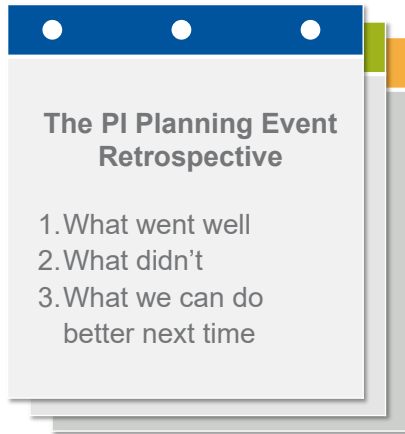 The PI Planning Event
Retrospective
1.What went well
2.What didn't
3.What we can do
better next time